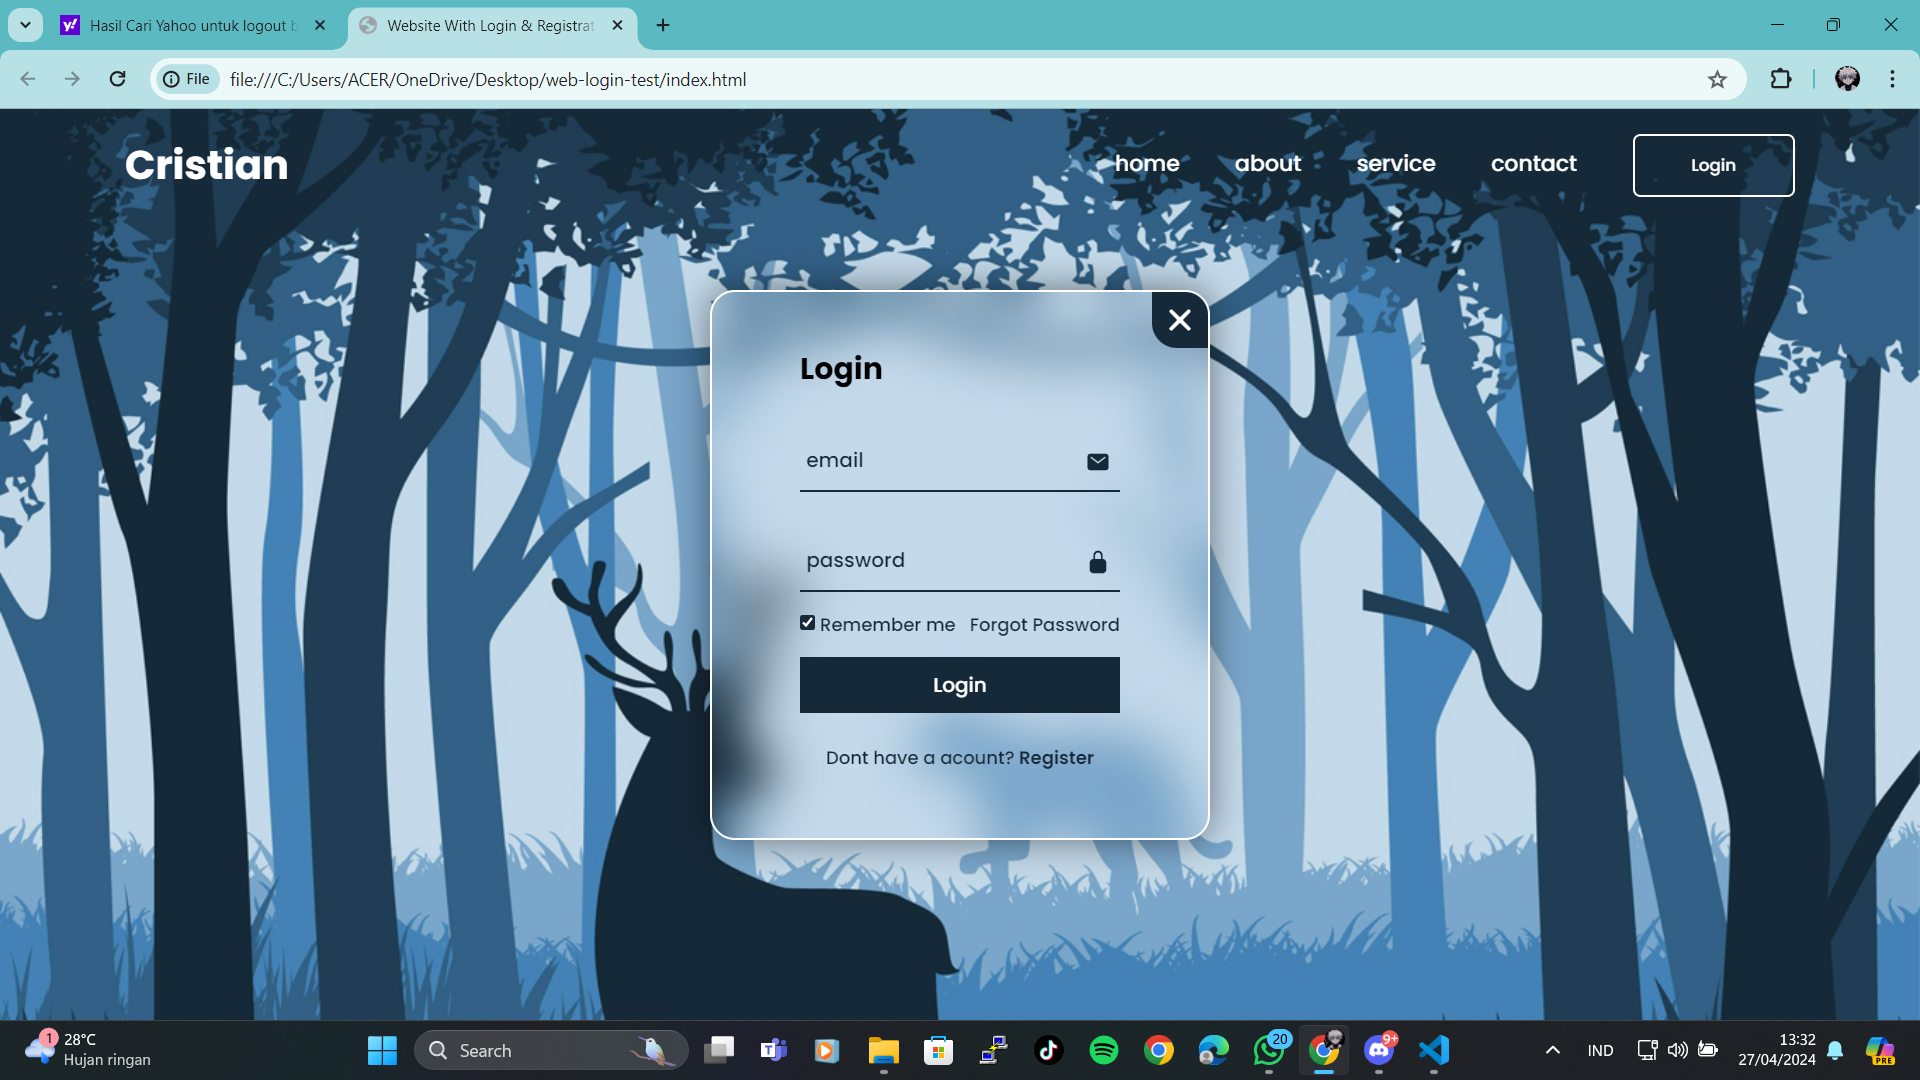 Hasil Cari Yahoo untuk logout b
Website With Login & Registrat
File
file:///C:/Users/ACER/OneDrive/Desktop/web-login-test/index.html
Cristian
home
about
service
contact
Login
Login
email
password
Remember me
Forgot Password
Login
Dont have a acount? Register
1
28°C
Hujan ringan
Search
20
9+
IND
13:32
27/04/2024
PRE